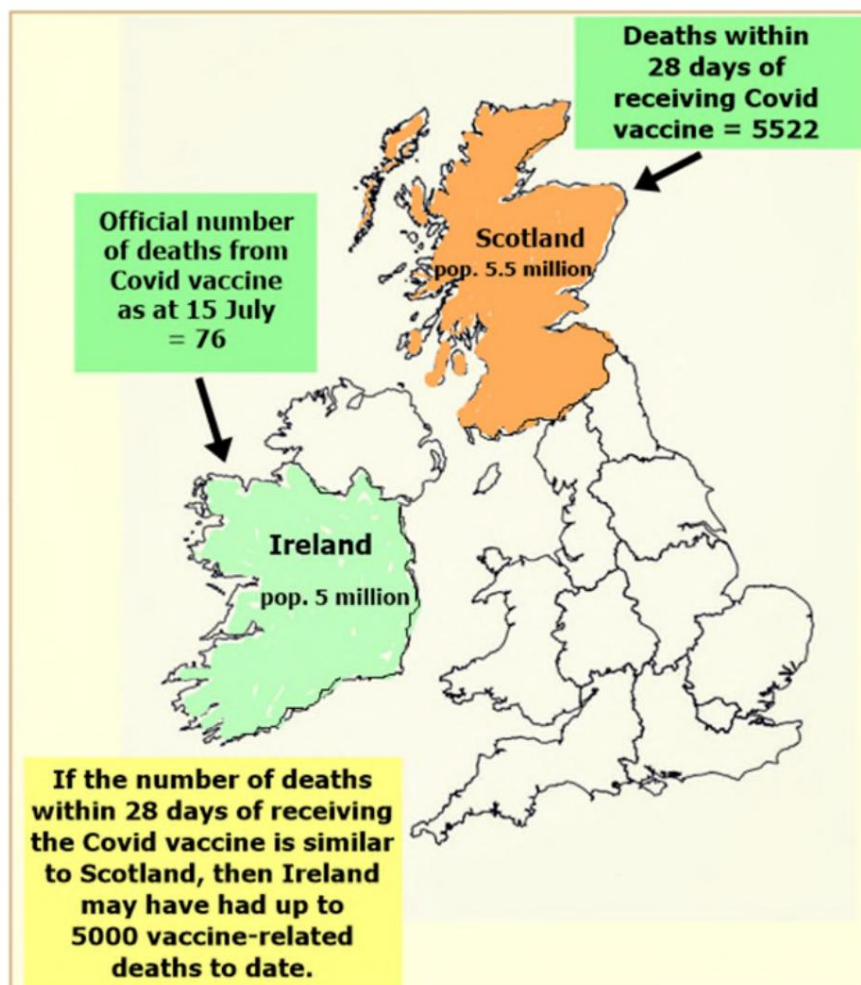 Deaths within
28 days of
receiving Covid
vaccine = 5522
Official number
of deaths from
Covid vaccine
as at 15 July
= 76
Scotland
pop. 5.5 million
Ireland
pop. 5 million
If the number of deaths
within 28 days of receiving
the Covid vaccine is similar
to Scotland, then Ireland
may have had up to
5000 vaccine-related
deaths to date.